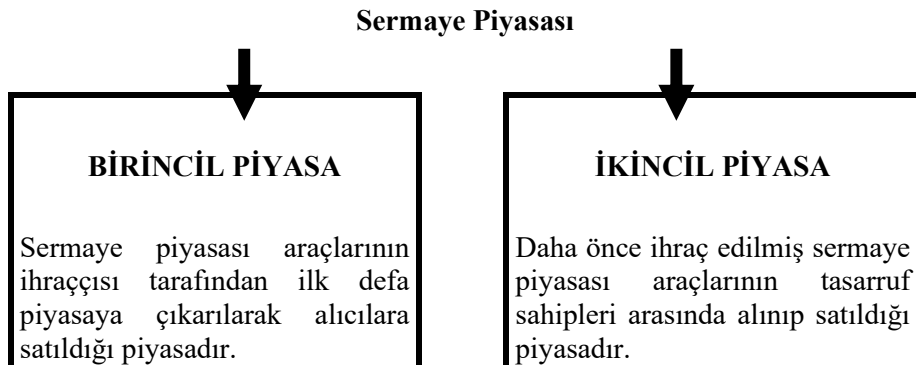 Sermaye Piyasası
BİRİNCİL PİYASA
Sermaye piyasası araçlarının
ihraççısı tarafından ilk defa
piyasaya çıkarılarak alıcılara
satıldığı piyasadır.
İKİNCİL PİYASA
Daha önce ihraç edilmiş sermaye
piyasası araçlarının tasarruf
sahipleri arasında alınıp satıldığı
piyasadır.